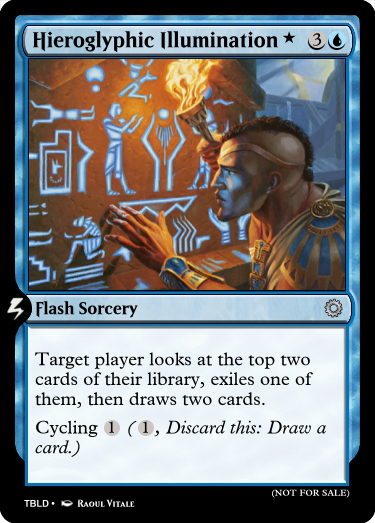 Hieroglyphic Illumination ★ 3
Flash Sorcery
Target player looks at the top two
cards of their library, exiles one of
them, then draws two cards.
Cycling 1 ( 1, Discard this: Draw a
card.)
(NOT FOR SALE)
TBLD • Raoul Vitale